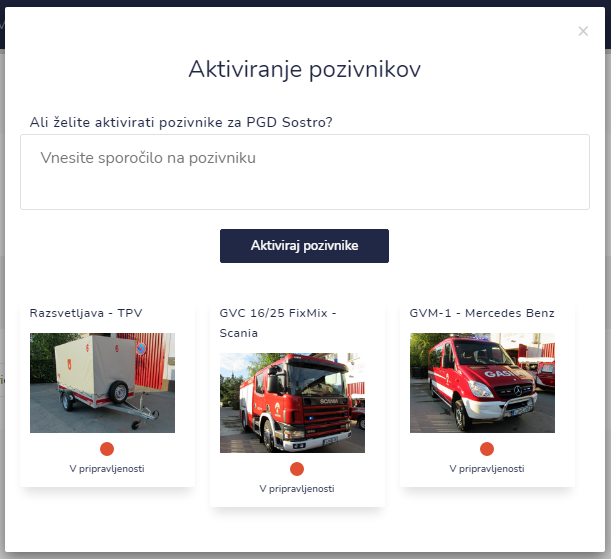 ×
Aktiviranje pozivnikov
Ali želite aktivirati pozivnike za PGD Sostro?
Vnesite sporočilo na pozivniku
Aktiviraj pozivnike
Razsvetljava - TPV
GVC 16/25 FixMix -
Scania
GVM-1 - Mercedes Benz
SCANIA
V pripravljenosti
V pripravljenosti
V pripravljenosti